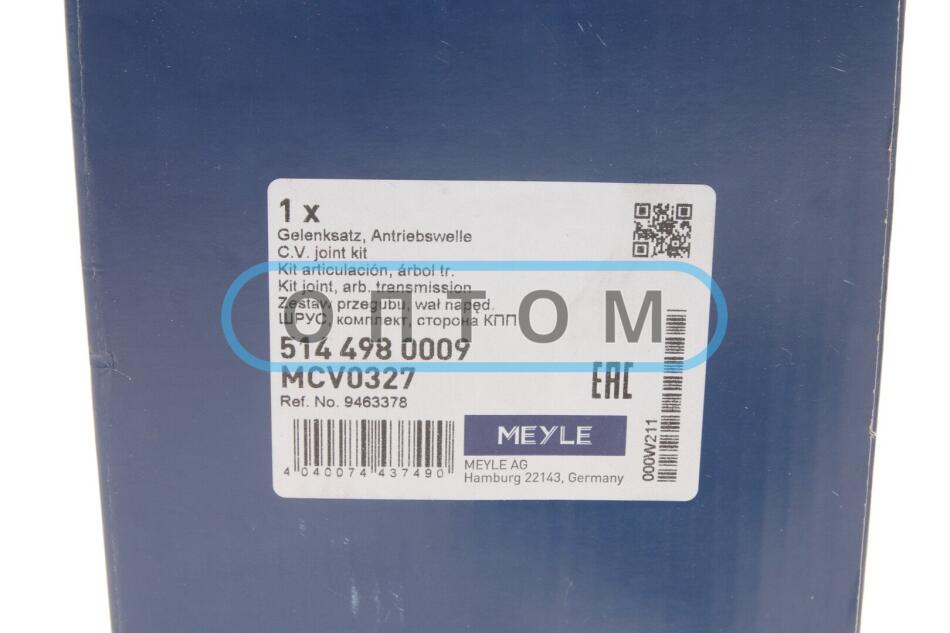 1 x
Gelenksatz, Antriebswelle
C.V. joint kit
Kit articulación, árbol tr.
Kit joint, arb. transmission
Zestaw przegubu, wał napęd.
ШРУС, комплект, сторона КПП
ОПТОМ
514 498 0009
MCV0327
EAC
Ref. No. 9463378
MEYLE
4 040074 437490
MEYLE AG
Hamburg 22143, Germany
000W211